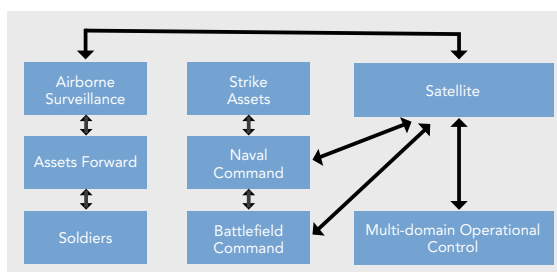 Airborne
Surveillance
Strike
Assets
Satellite
Assets Forward
Naval
Command
Soldiers
Battlefield
Command
Multi-domain Operational
Control